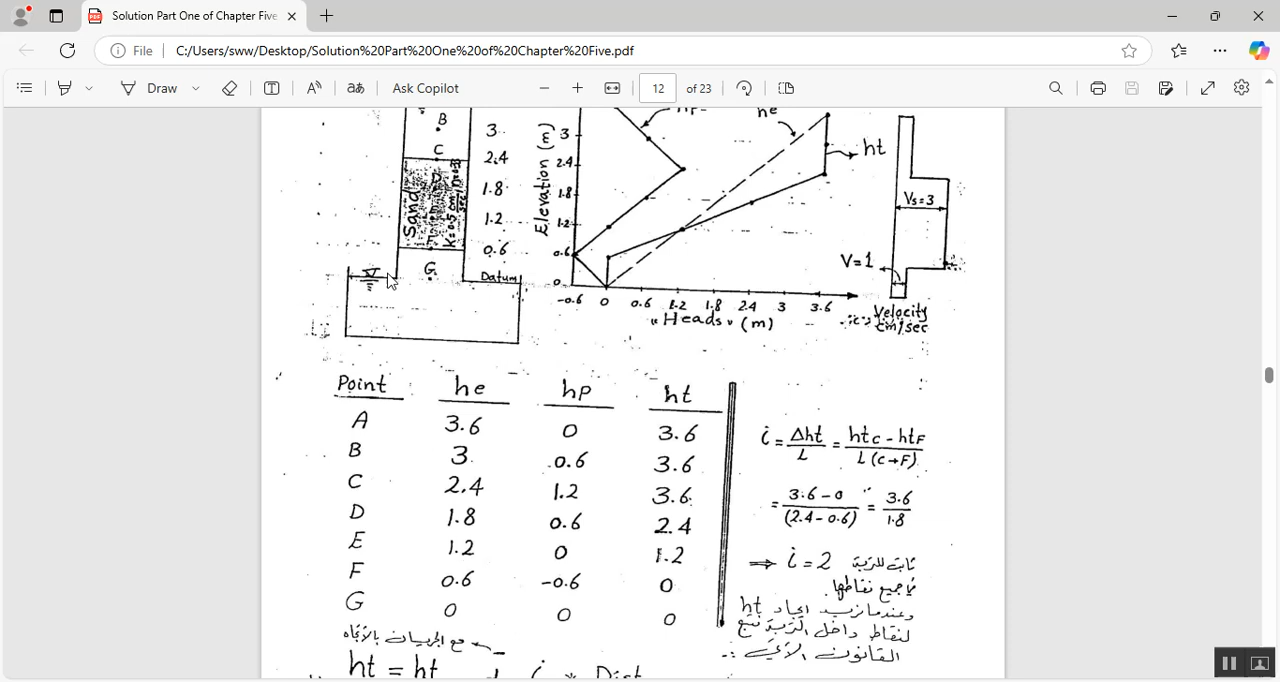 Solution Part One of Chapter Five
File C:/Users/sww/Desktop/Solution%20Part%20One%20of%20Chapter%20Five.pdf
Draw Ask Copilot 12 of 23
B
C
Sand
G
3
2.4
1.8
1.2
0.6
Datum
Elevation (m)
3
2.4
1.8
1.2
0.6
0
he
ht
-0.6 0 0.6 1.2 1.8 2.4 3 3.6
"Heads" (m)
Vs=3
V=1
Velocity
cm/sec
Point he hp ht
A 3.6 0 3.6
B 3. 0.6 3.6
C 2.4 1.2 3.6
D 1.8 0.6 2.4
E 1.2 0 1.2
F 0.6 -0.6 0
G 0 0 0
i = Δht/L = htC - htF / L (C→F)
= 3.6-0 / (2.4-0.6) = 3.6 / 1.8
⇒ i = 2 ثابت للتربة
في جميع نقاطها.
وعندما نريد إيجاد ht
لنقاط داخل التربة نتبع
القانون الآتي :-
مع الجريان بالأتجاه
ht = ht